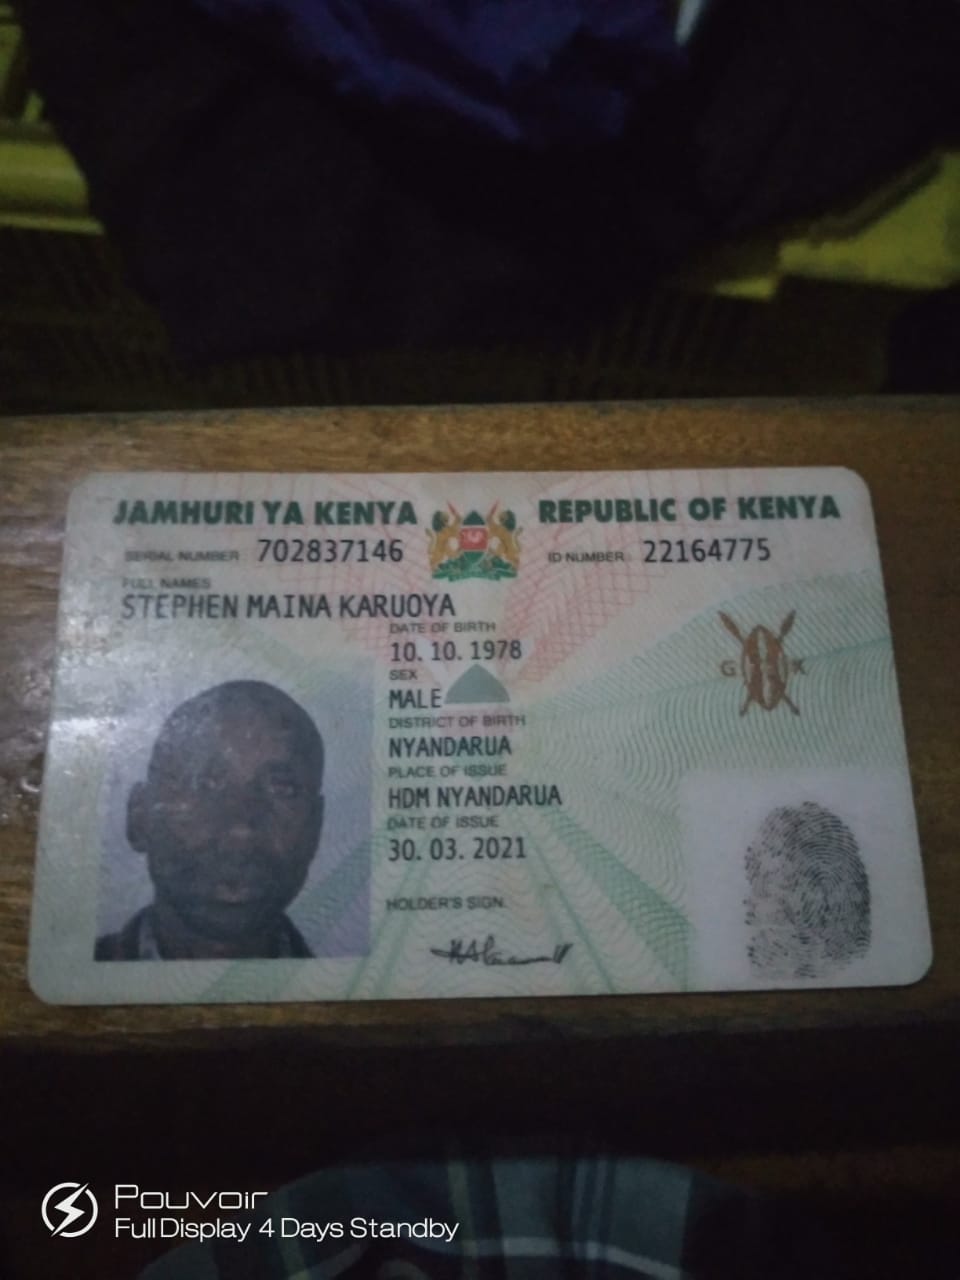 JAMHURI YA KENYA REPUBLIC OF KENYA
SERIAL NUMBER 702837146 ID NUMBER 22164775
FULL NAMES
STEPHEN MAINA KARUOYA
DATE OF BIRTH
10. 10. 1978
SEX
MALE
DISTRICT OF BIRTH
NYANDARUA
PLACE OF ISSUE
HDM NYANDARUA
DATE OF ISSUE
30. 03. 2021
HOLDER'S SIGN.
G K
Pouvoir
Full Display 4 Days Standby